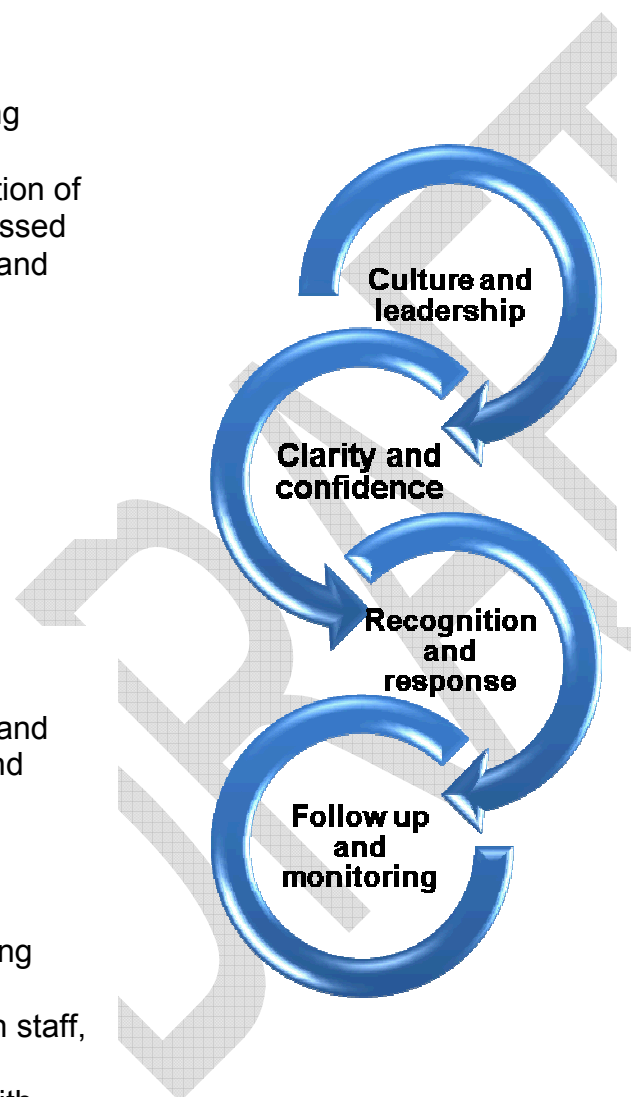 ng
tion of
ssed
and
Culture and
leadership
Clarity and
confidence
Recognition
and
response
and
nd
Follow up
and
monitoring
ng
staff,